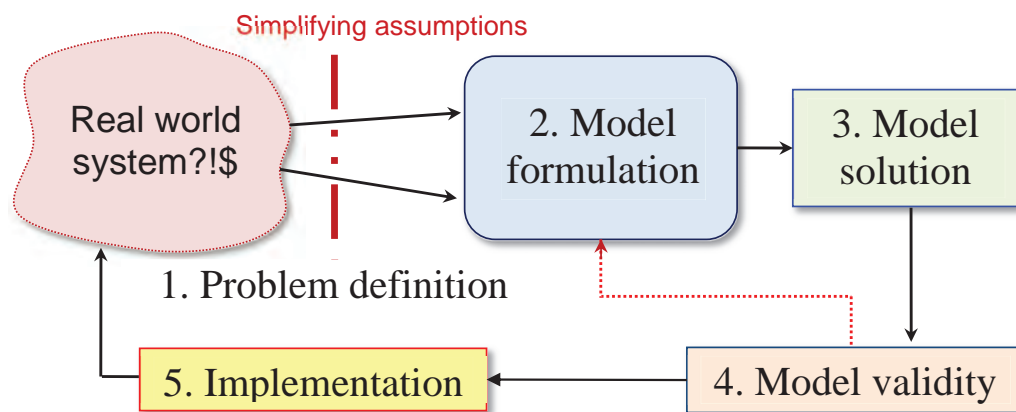 Simplifying assumptions
Real world
system?!$
2. Model
formulation
3. Model
solution
1. Problem definition
5. Implementation
4. Model validity